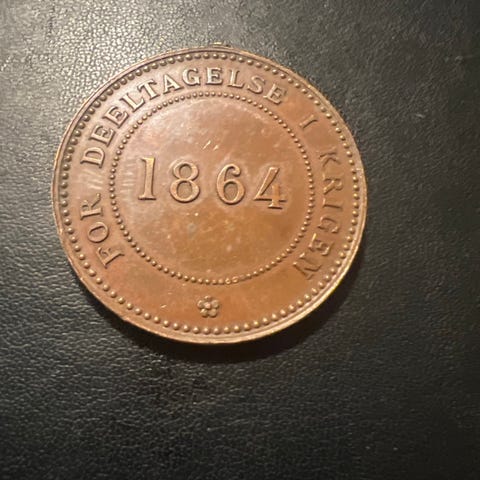 FOR DEELTAGELSE I KRIGEN
1864